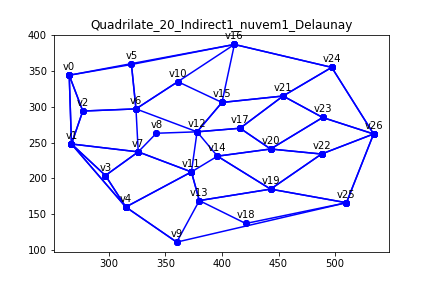 Quadrilate_20_Indirect1_nuvem1_Delaunay
400
350
300
250
200
150
100
300
350
400
450
500
v16
v5
v24
v0
v10
v21
v15
v2
v6
v23
v17
v12
v8
v26
v1
v7
v20
v14
v22
v3
v11
v19
v4
v13
v25
v18
v9